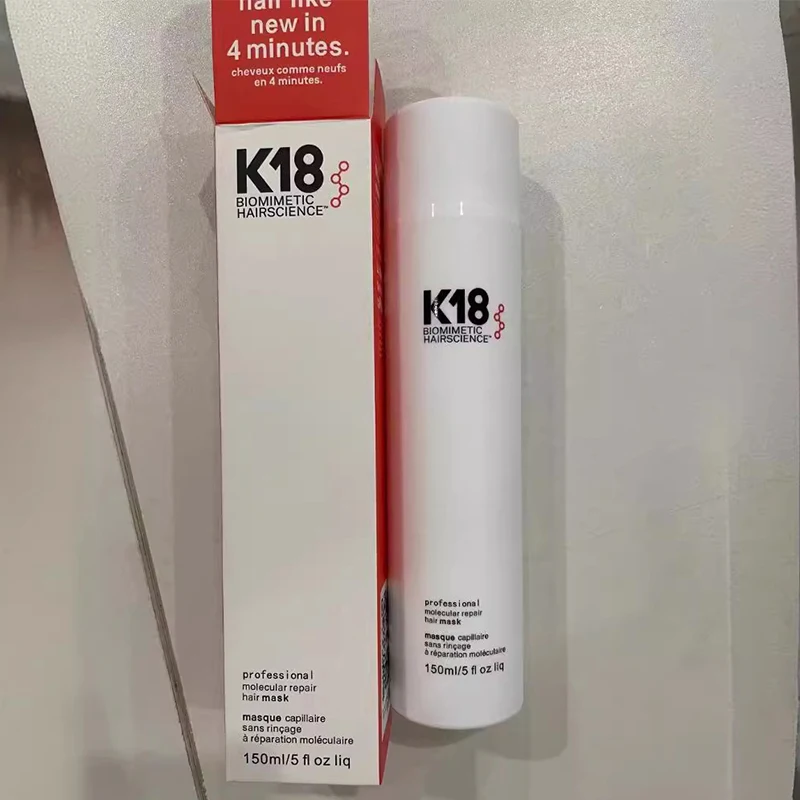 hair like
new in
4 minutes.
cheveux comme neufs
en 4 minutes.
K18
BIOMIMETIC
HAIRSCIENCE™
professional
molecular repair
hair mask
masque capillaire
sans rinçage
à réparation moléculaire
150ml/5 fl oz liq
K18
BIOMIMETIC
HAIRSCIENCE™
professional
molecular repair
hair mask
masque capillaire
sans rinçage
à réparation moléculaire
150ml/5 fl oz liq